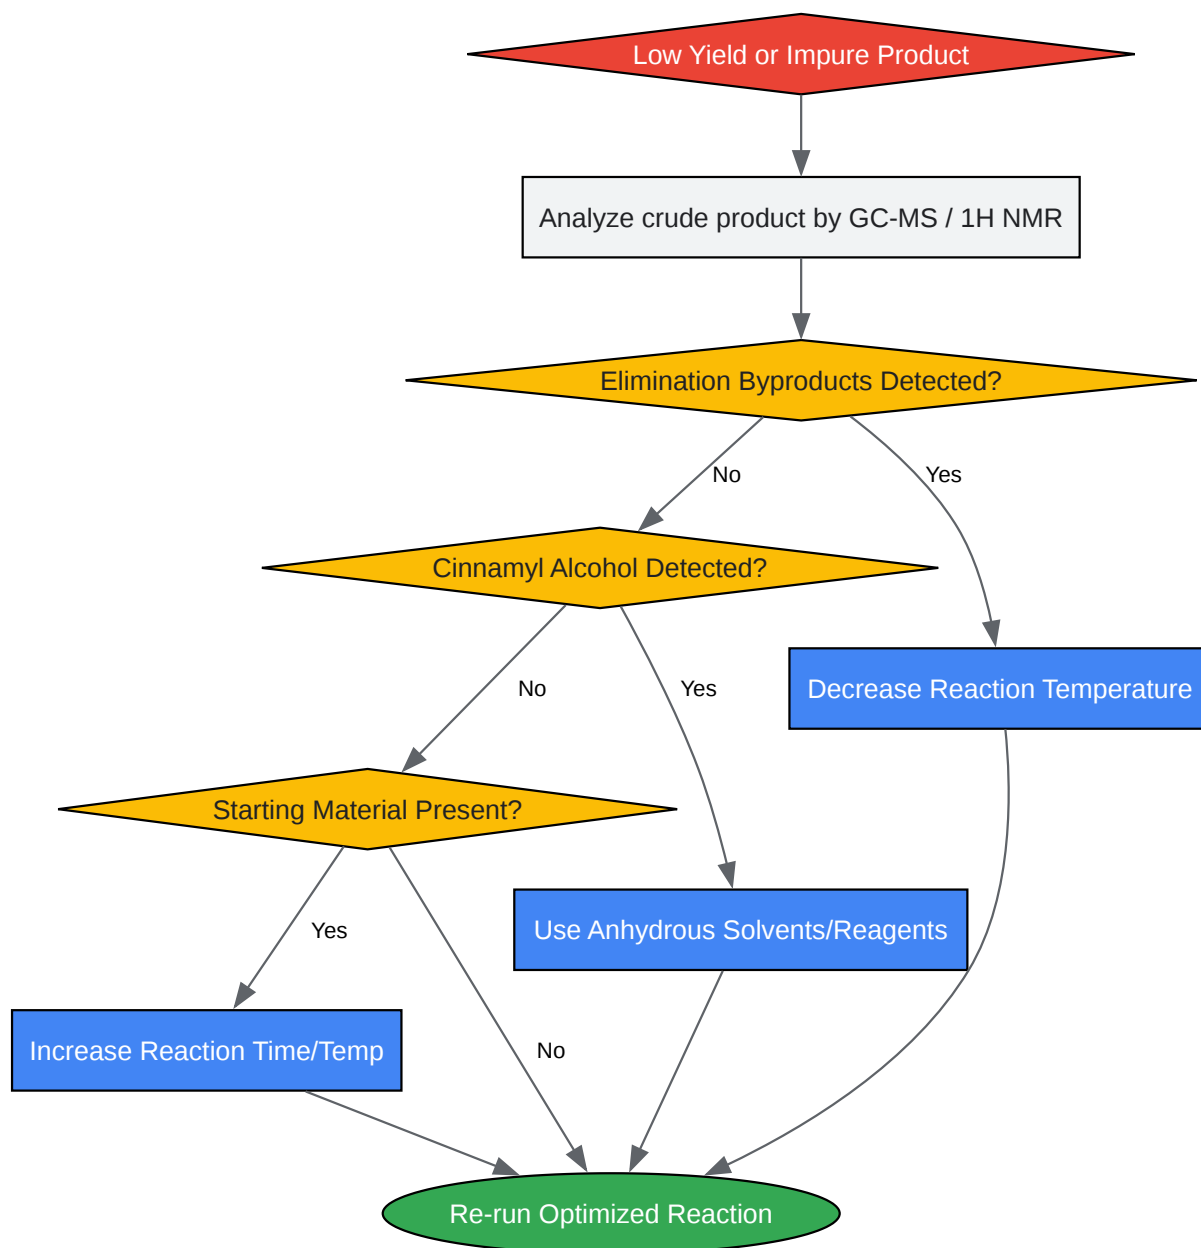 Low Yield or Impure Product
Analyze crude product by GC-MS / 1H NMR
Elimination Byproducts Detected?
No
Yes
Cinnamyl Alcohol Detected?
No
Yes
Decrease Reaction Temperature
Starting Material Present?
Yes
Use Anhydrous Solvents/Reagents
Increase Reaction Time/Temp
No
Re-run Optimized Reaction